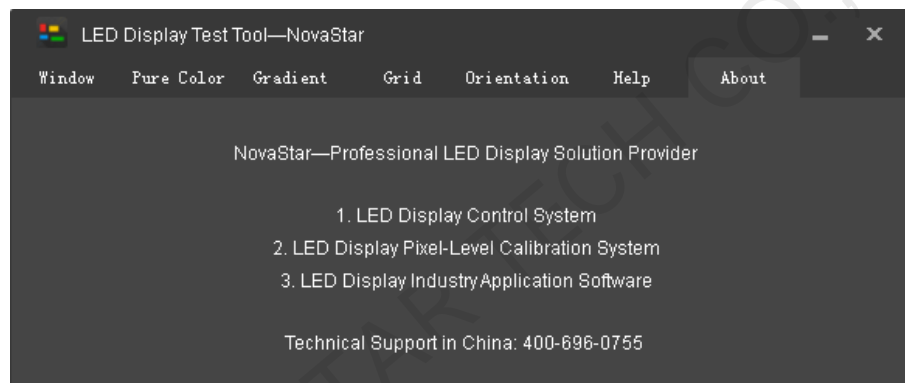 LED Display Test Tool—NovaStar
Window Pure Color Gradient Grid Orientation Help About
NovaStar—Professional LED Display Solution Provider
1. LED Display Control System
2. LED Display Pixel-Level Calibration System
3. LED Display Industry Application Software
Technical Support in China: 400-696-0755